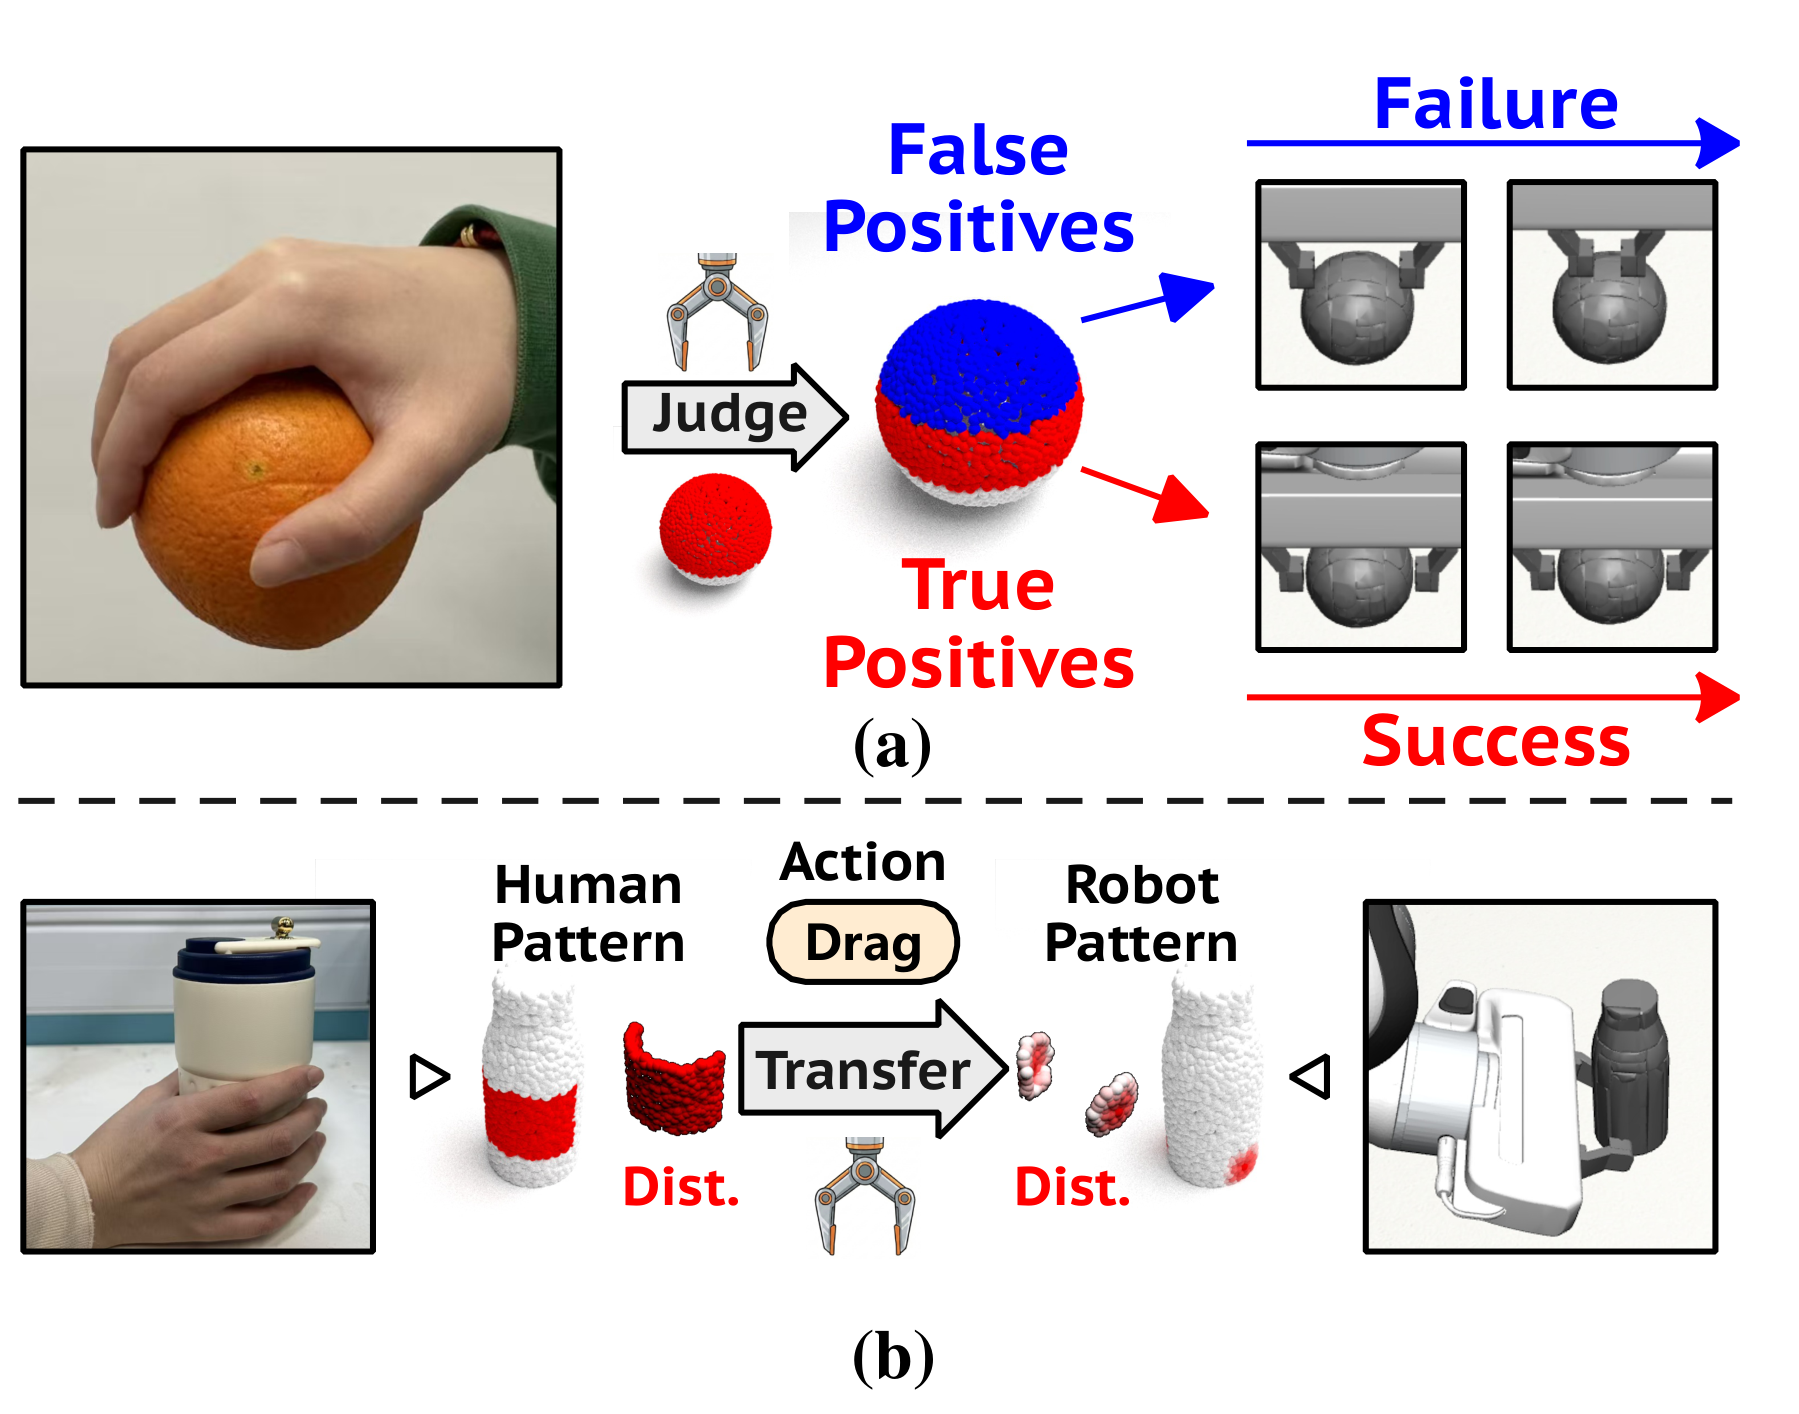 Failure
False
Positives
Judge
True
Positives
Success
(a)
Human
Pattern
Action
Drag
Robot
Pattern
Transfer
Dist.
Dist.
(b)